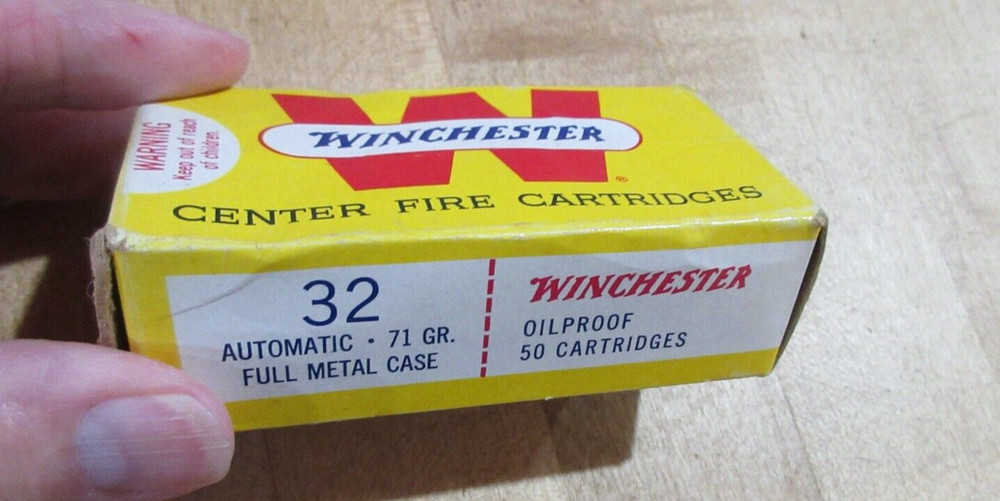 WARNING
Keep out of reach
of children.
WINCHESTER
W
®
CENTER FIRE CARTRIDGES
32
AUTOMATIC • 71 GR.
FULL METAL CASE
WINCHESTER
OILPROOF
50 CARTRIDGES